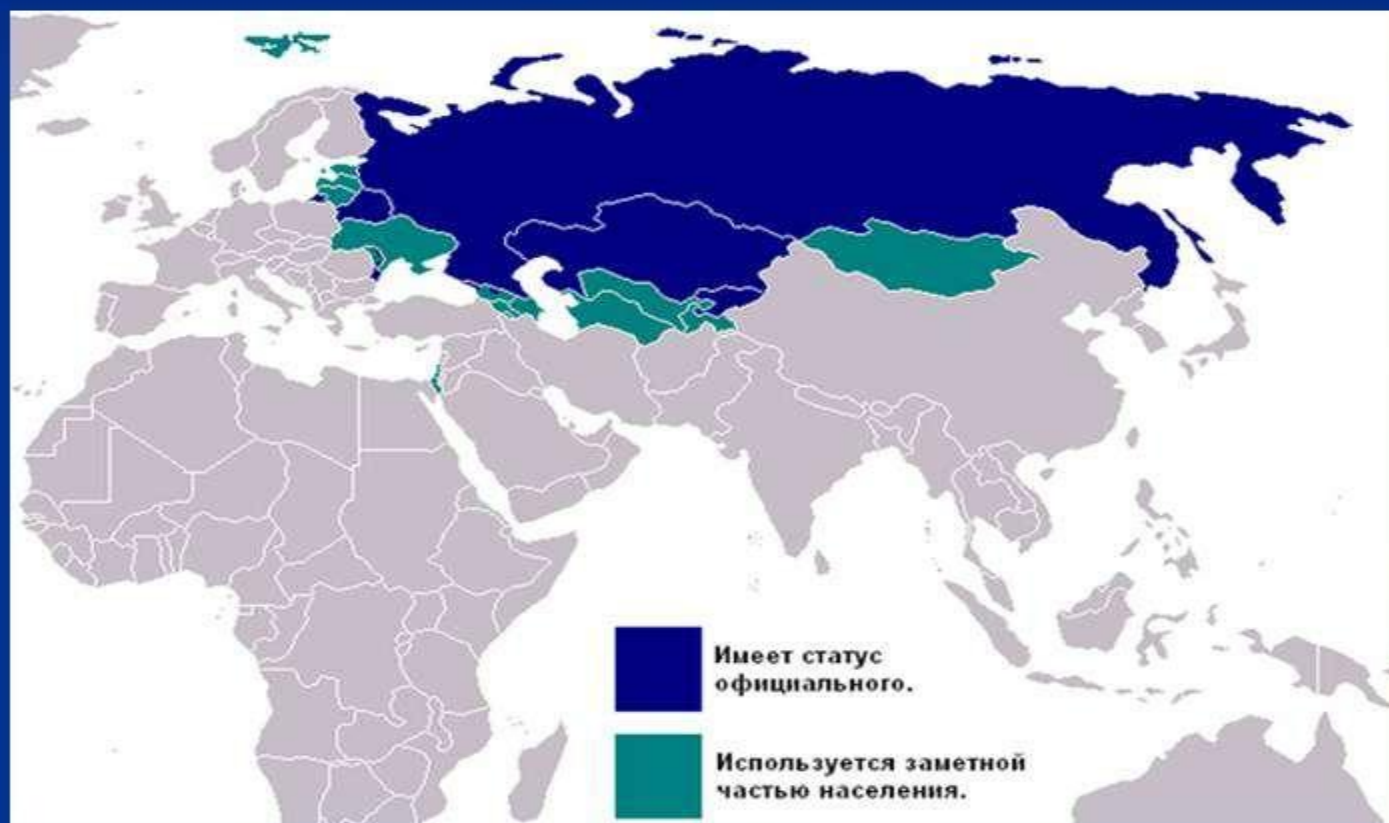 Имеет статус
официального.
Используется заметной
частью населения.